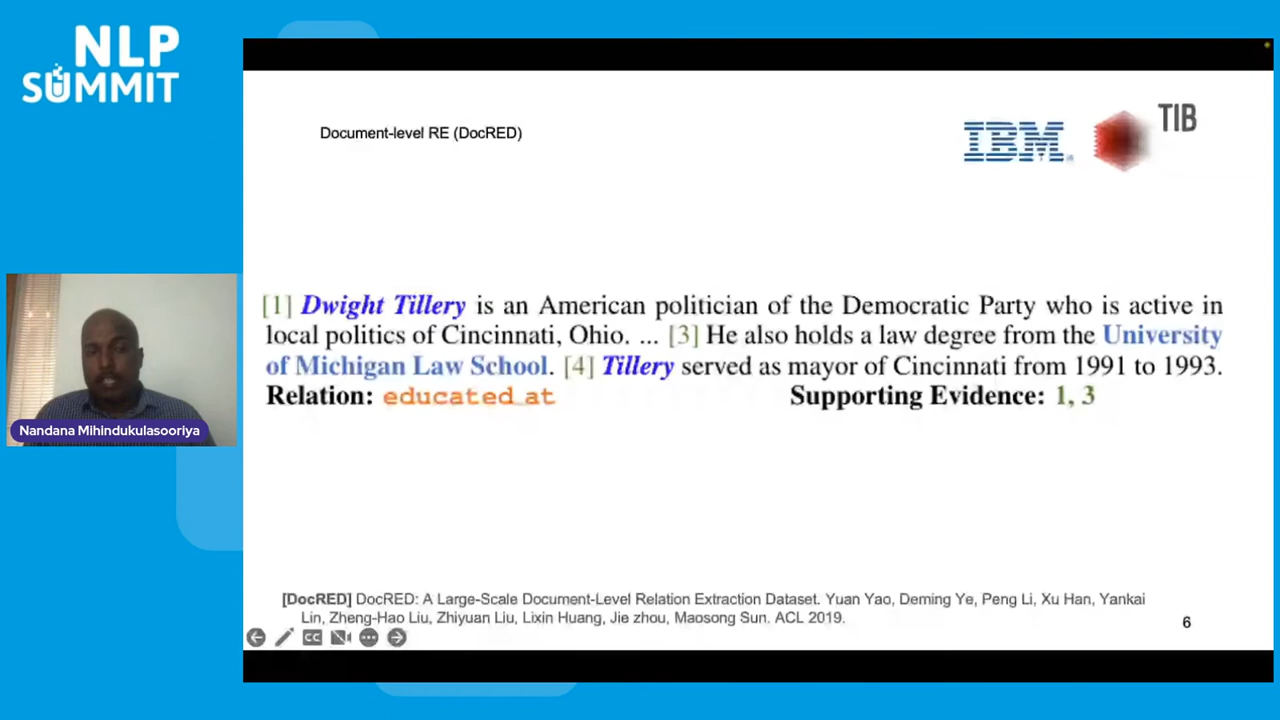 NLP
SUMMIT
Document-level RE (DocRED)
IBM
TIB
[1] Dwight Tillery is an American politician of the Democratic Party who is active in
local politics of Cincinnati, Ohio. ... [3] He also holds a law degree from the University
of Michigan Law School. [4] Tillery served as mayor of Cincinnati from 1991 to 1993.
Relation: educated_at Supporting Evidence: 1, 3
Nandana Mihindukulasooriya
[DocRED] DocRED: A Large-Scale Document-Level Relation Extraction Dataset. Yuan Yao, Deming Ye, Peng Li, Xu Han, Yankai
Lin, Zheng-Hao Liu, Zhiyuan Liu, Lixin Huang, Jie zhou, Maosong Sun. ACL 2019.
CC
6